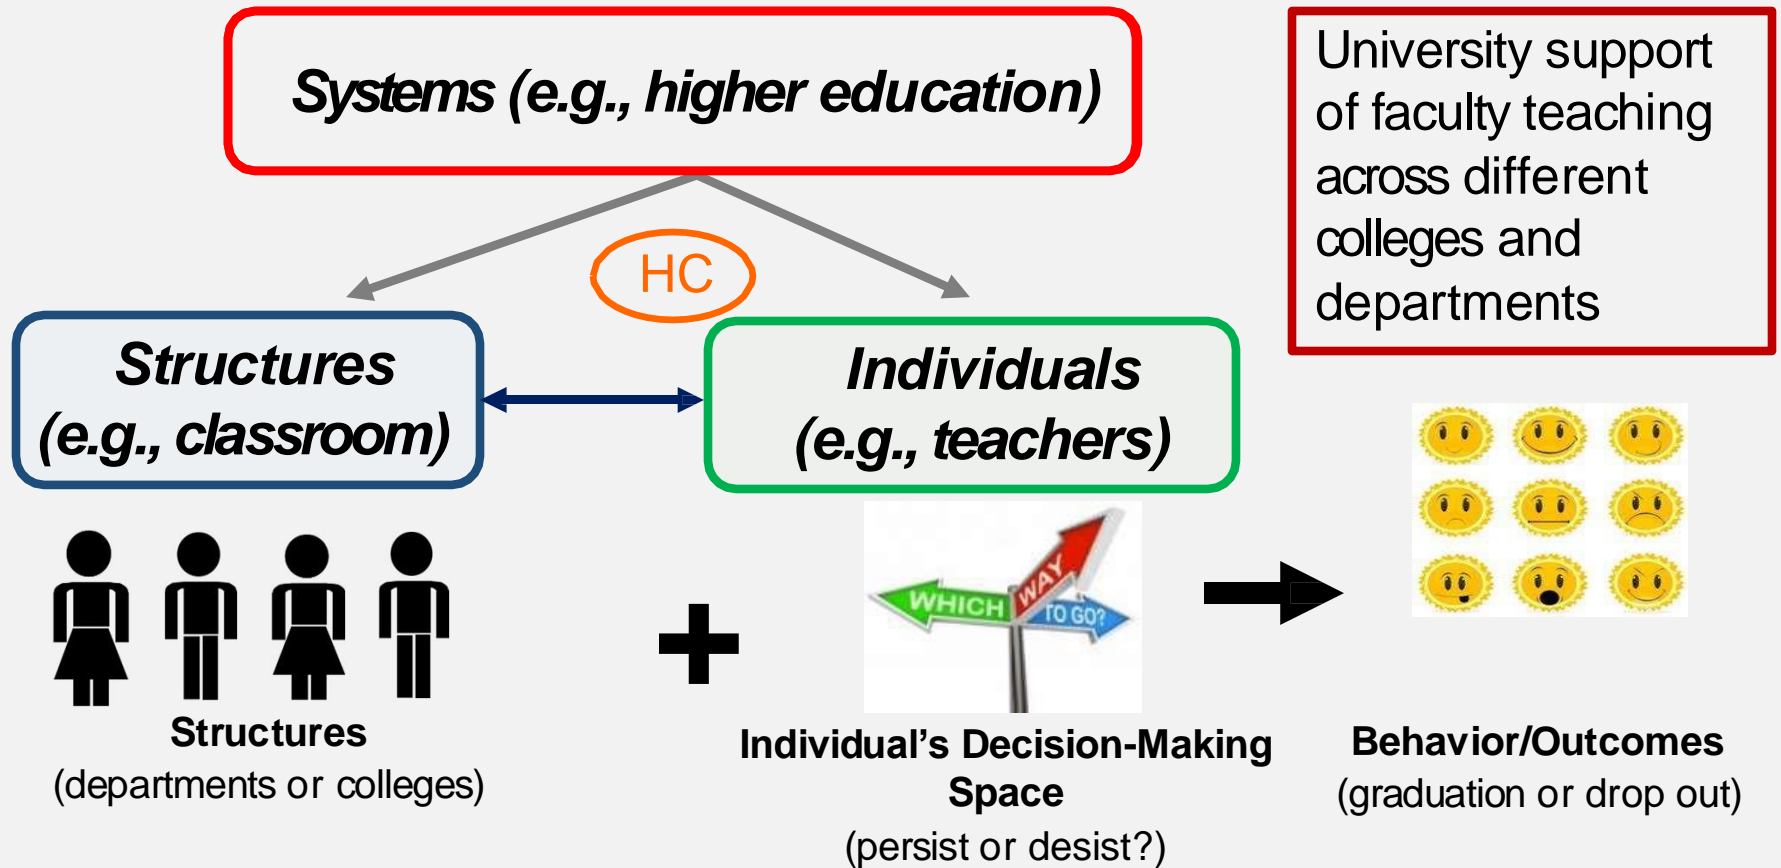 Systems (e.g., higher education)
University support
of faculty teaching
across different
colleges and
departments
HC
Structures
(e.g., classroom)
Individuals
(e.g., teachers)
WHICH
WAY
TO GO?
Structures
(departments or colleges)
Individual's Decision-Making
Space
(persist or desist?)
Behavior/Outcomes
(graduation or drop out)